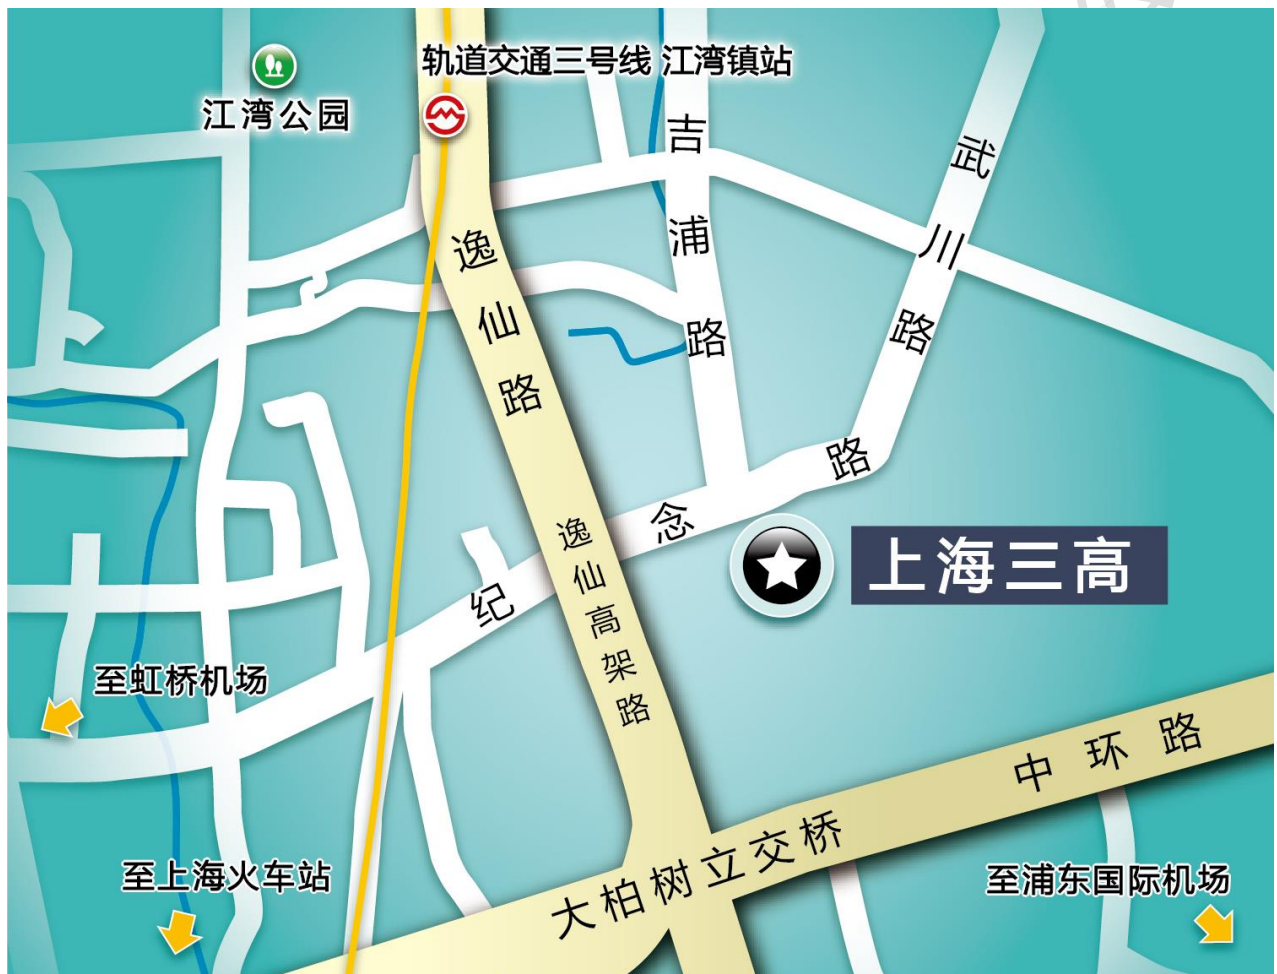 轨道交通三号线 江湾镇站
江湾公园
吉浦路
武川路
逸仙路
纪念路
逸仙高架路
上海三高
至虹桥机场
中环路
大柏树立交桥
至上海火车站
至浦东国际机场